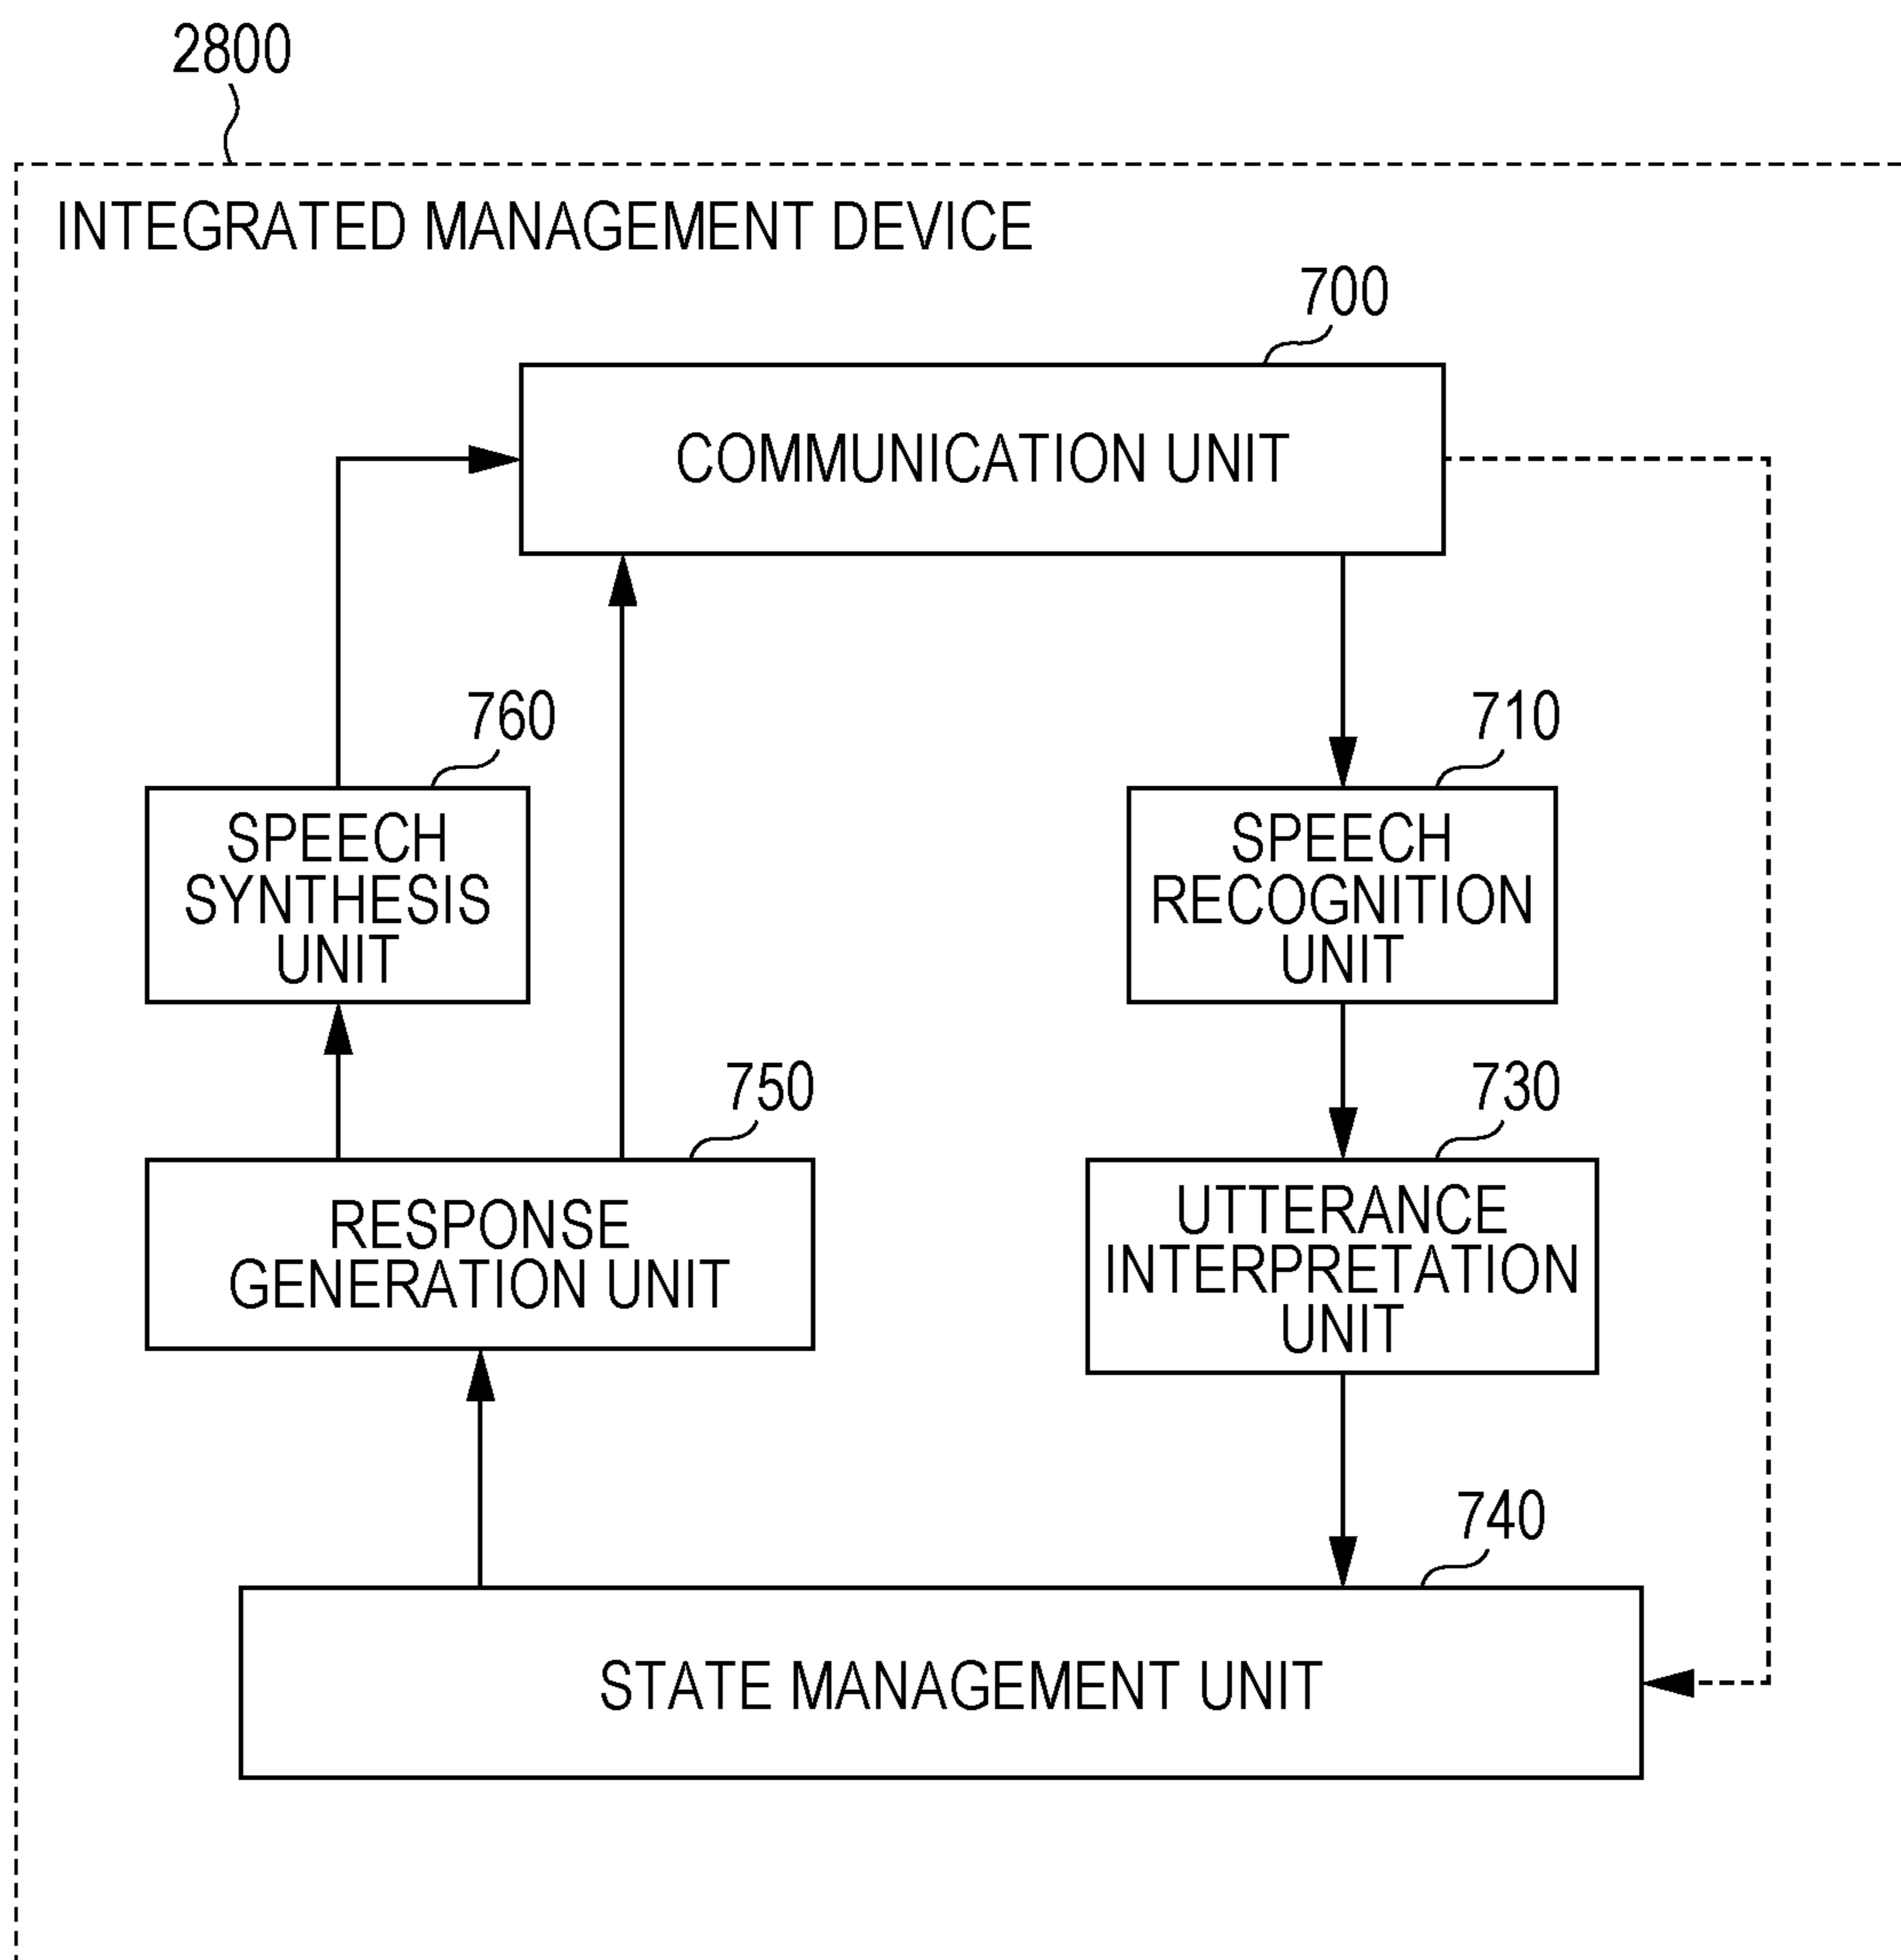 2800
INTEGRATED MANAGEMENT DEVICE
700
COMMUNICATION UNIT
760
710
SPEECH
SYNTHESIS
UNIT
SPEECH
RECOGNITION
UNIT
750
730
RESPONSE
GENERATION UNIT
UTTERANCE
INTERPRETATION
UNIT
740
STATE MANAGEMENT UNIT